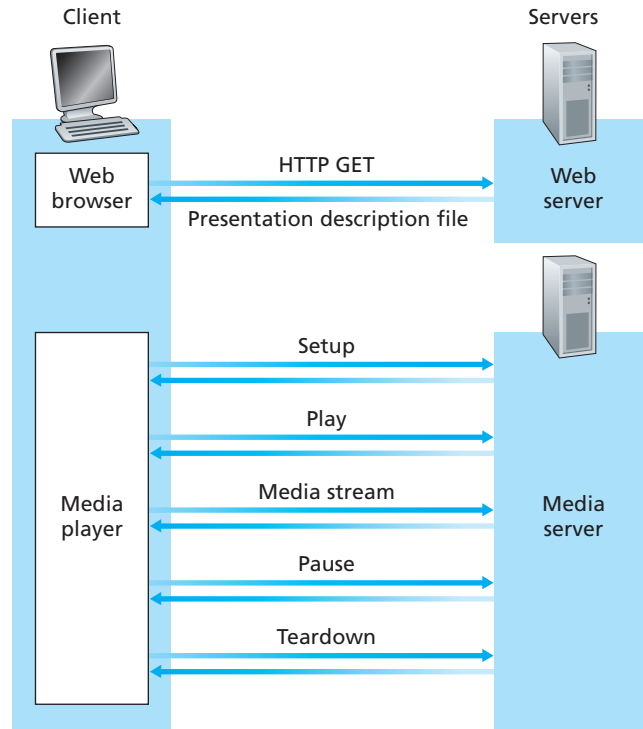 Client
Servers
Web
browser
HTTP GET
Presentation description file
Web
server
Setup
Play
Media stream
Pause
Teardown
Media
player
Media
server